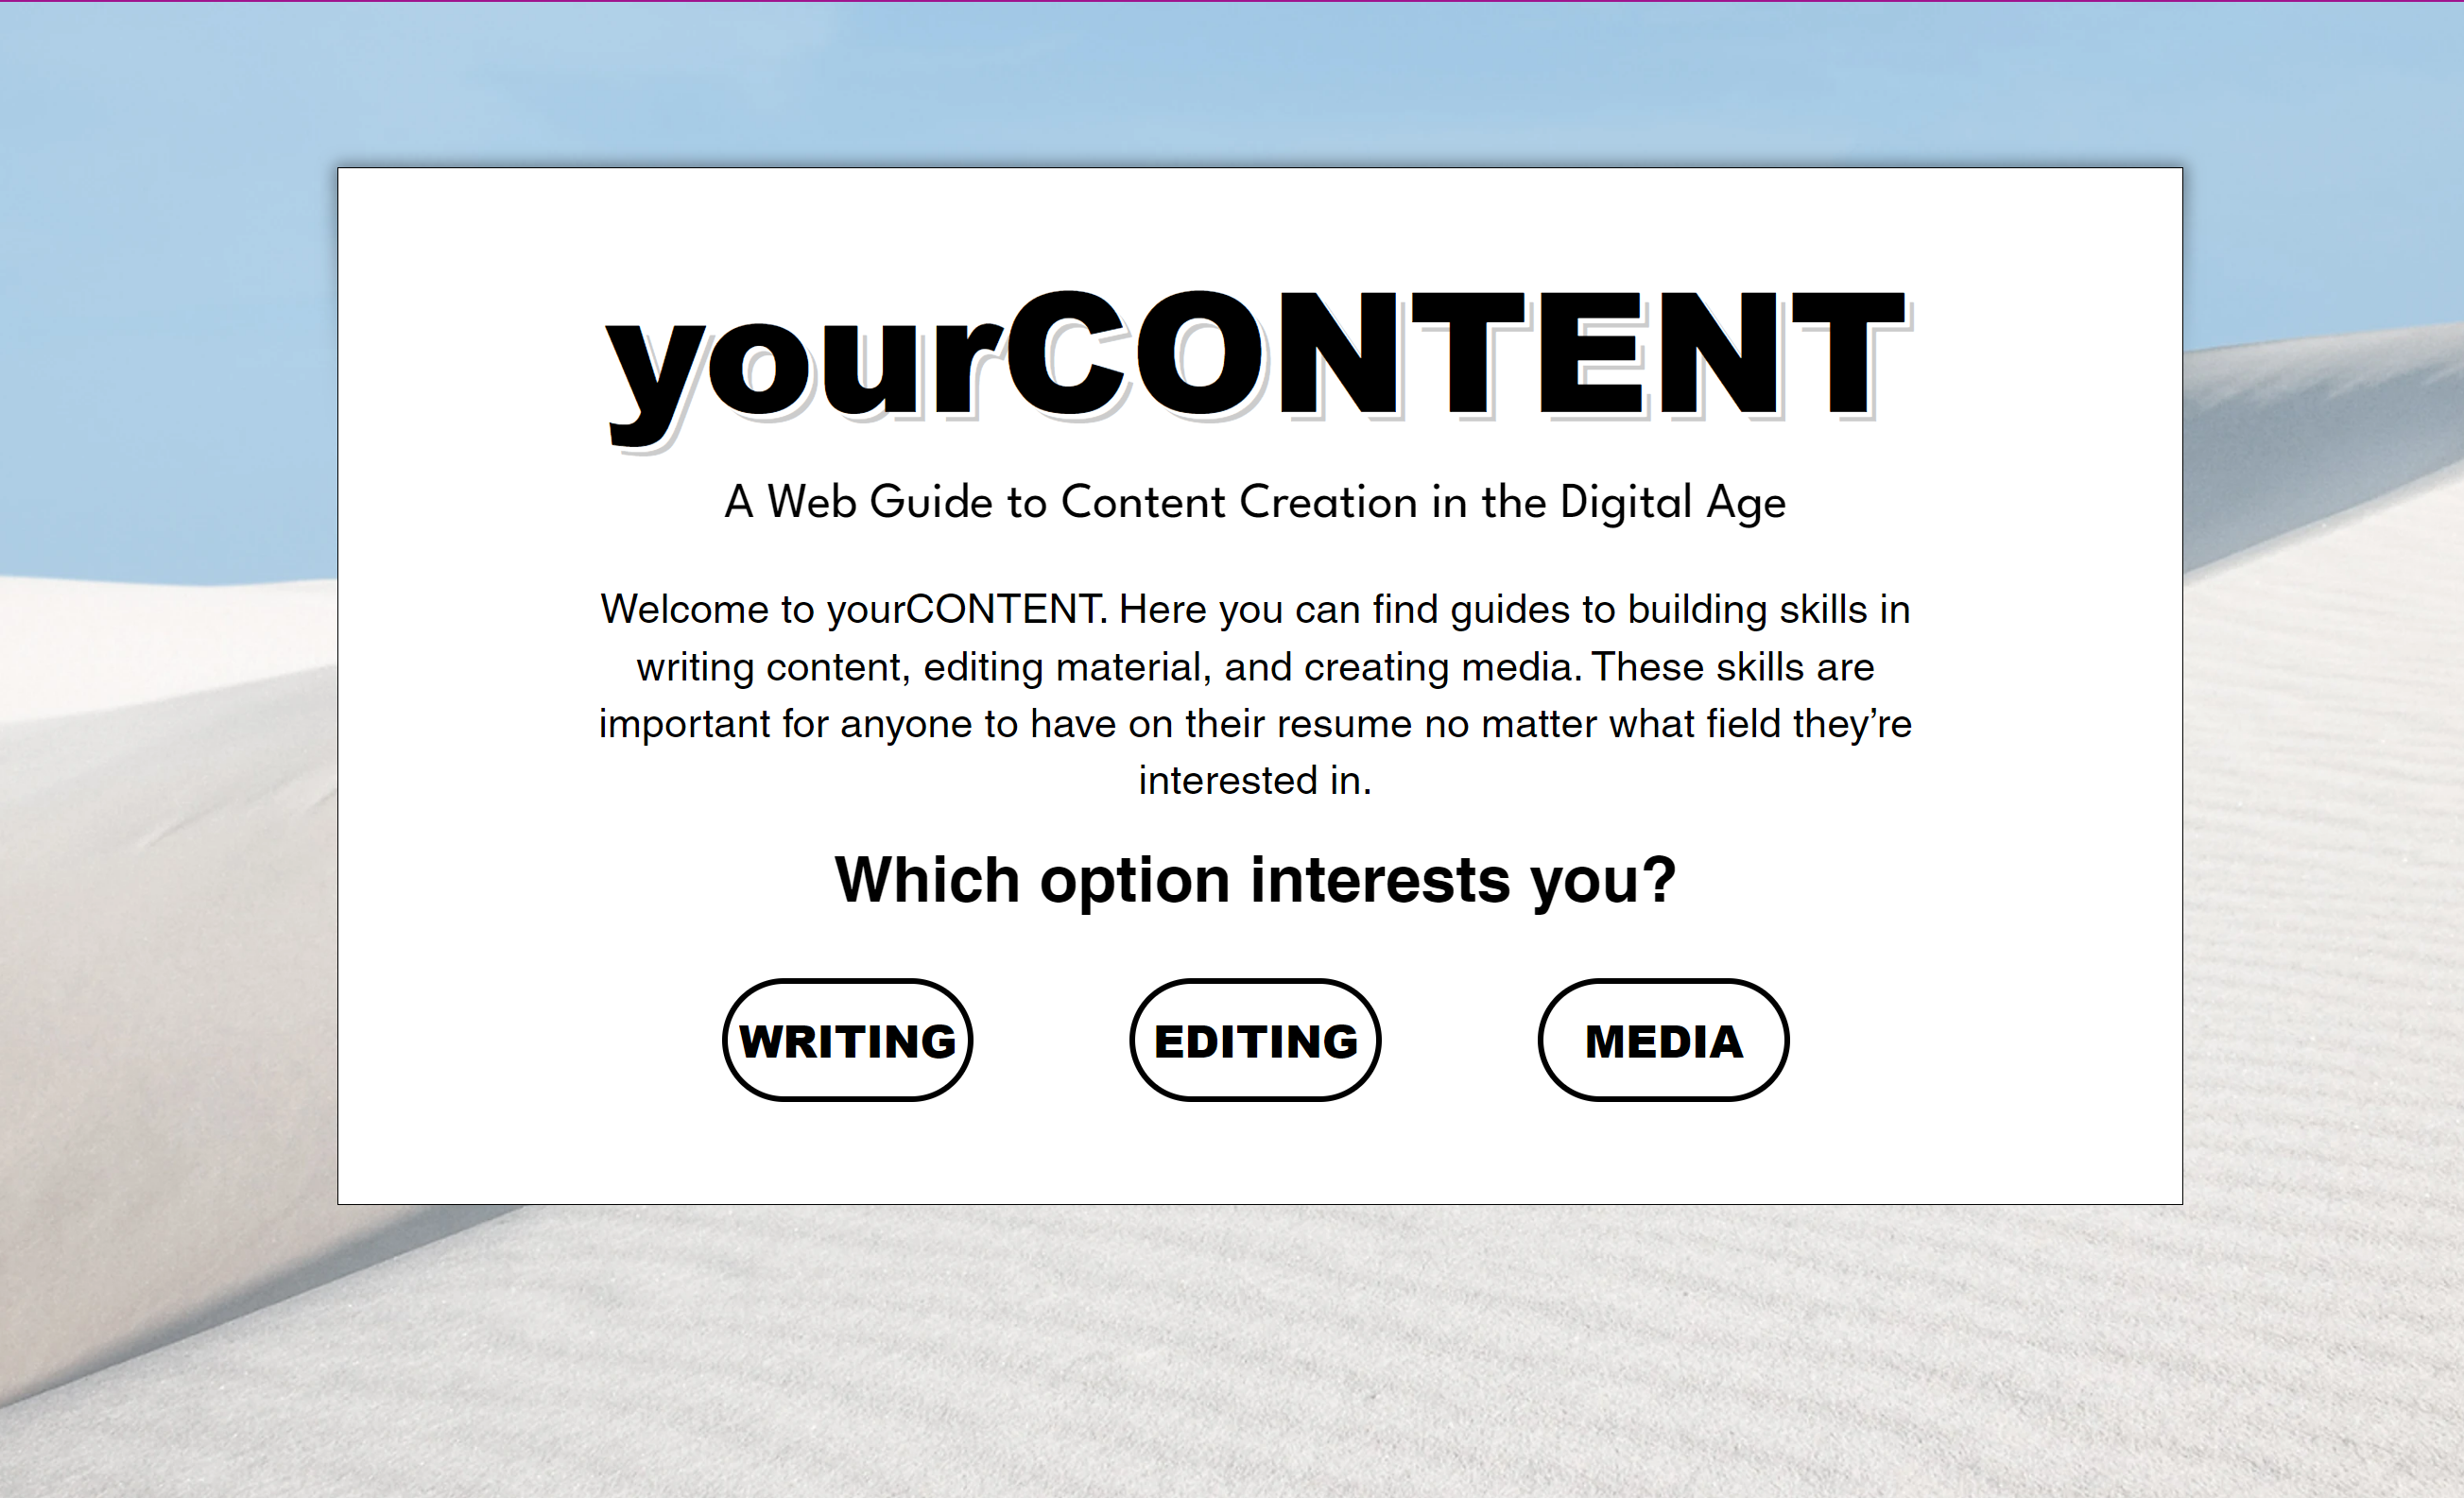 yourCONTENT
A Web Guide to Content Creation in the Digital Age
Welcome to yourCONTENT. Here you can find guides to building skills in
writing content, editing material, and creating media. These skills are
important for anyone to have on their resume no matter what field they’re
interested in.
Which option interests you?
WRITING EDITING MEDIA